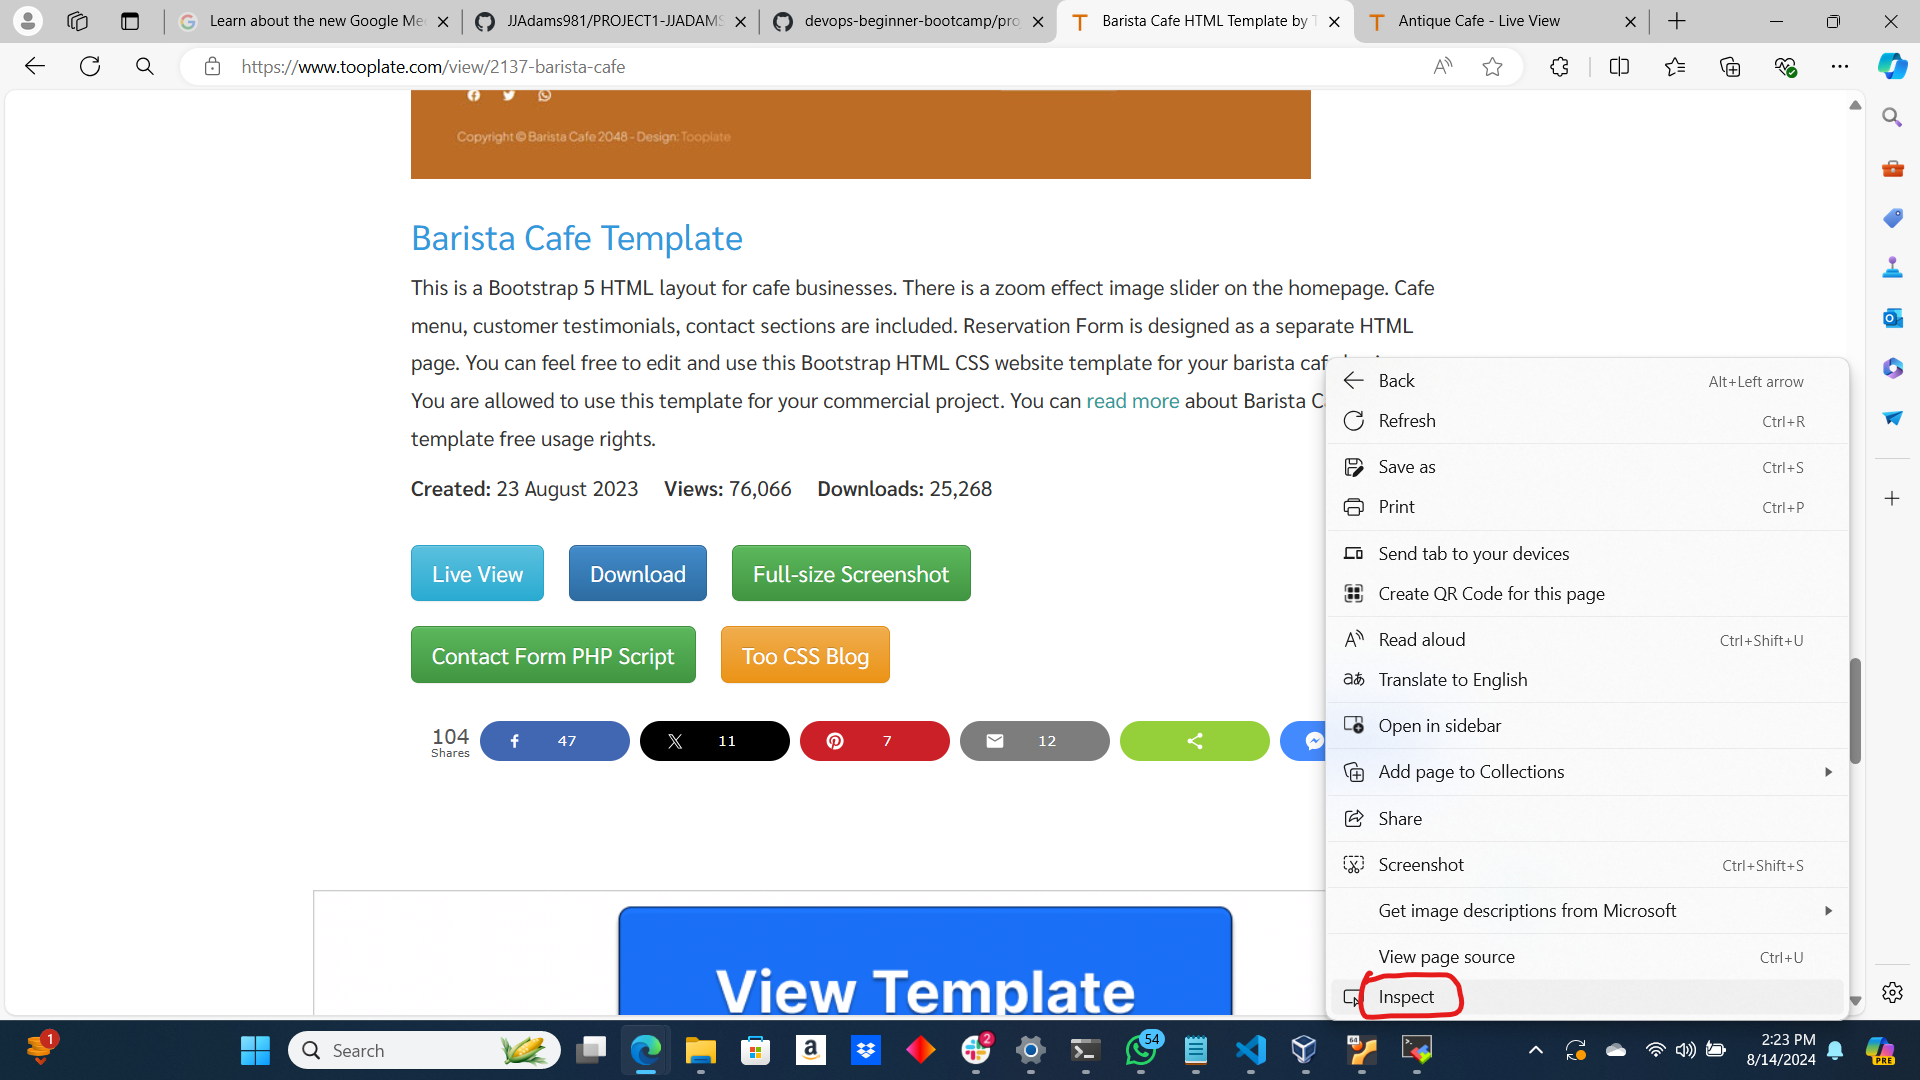 Learn about the new Google Mee
JJAdams981/PROJECT1-JJADAMS
devops-beginner-bootcamp/pro
Barista Cafe HTML Template by T
Antique Cafe - Live View
https://www.tooplate.com/view/2137-barista-cafe
Copyright © Barista Cafe 2048 - Design: Tooplate
Barista Cafe Template
This is a Bootstrap 5 HTML layout for cafe businesses. There is a zoom effect image slider on the homepage. Cafe
menu, customer testimonials, contact sections are included. Reservation Form is designed as a separate HTML
page. You can feel free to edit and use this Bootstrap HTML CSS website template for your barista cafe
You are allowed to use this template for your commercial project. You can read more about Barista Ca
template free usage rights.
Created: 23 August 2023 Views: 76,066 Downloads: 25,268
Live View
Download
Full-size Screenshot
Contact Form PHP Script
Too CSS Blog
104
Shares
47
11
7
12
View Template
Back Alt+Left arrow
Refresh Ctrl+R
Save as Ctrl+S
Print Ctrl+P
Send tab to your devices
Create QR Code for this page
Read aloud Ctrl+Shift+U
Translate to English
Open in sidebar
Add page to Collections
Share
Screenshot Ctrl+Shift+S
Get image descriptions from Microsoft
View page source Ctrl+U
Inspect
1
Search
2
54
64
2:23 PM
8/14/2024
PRE